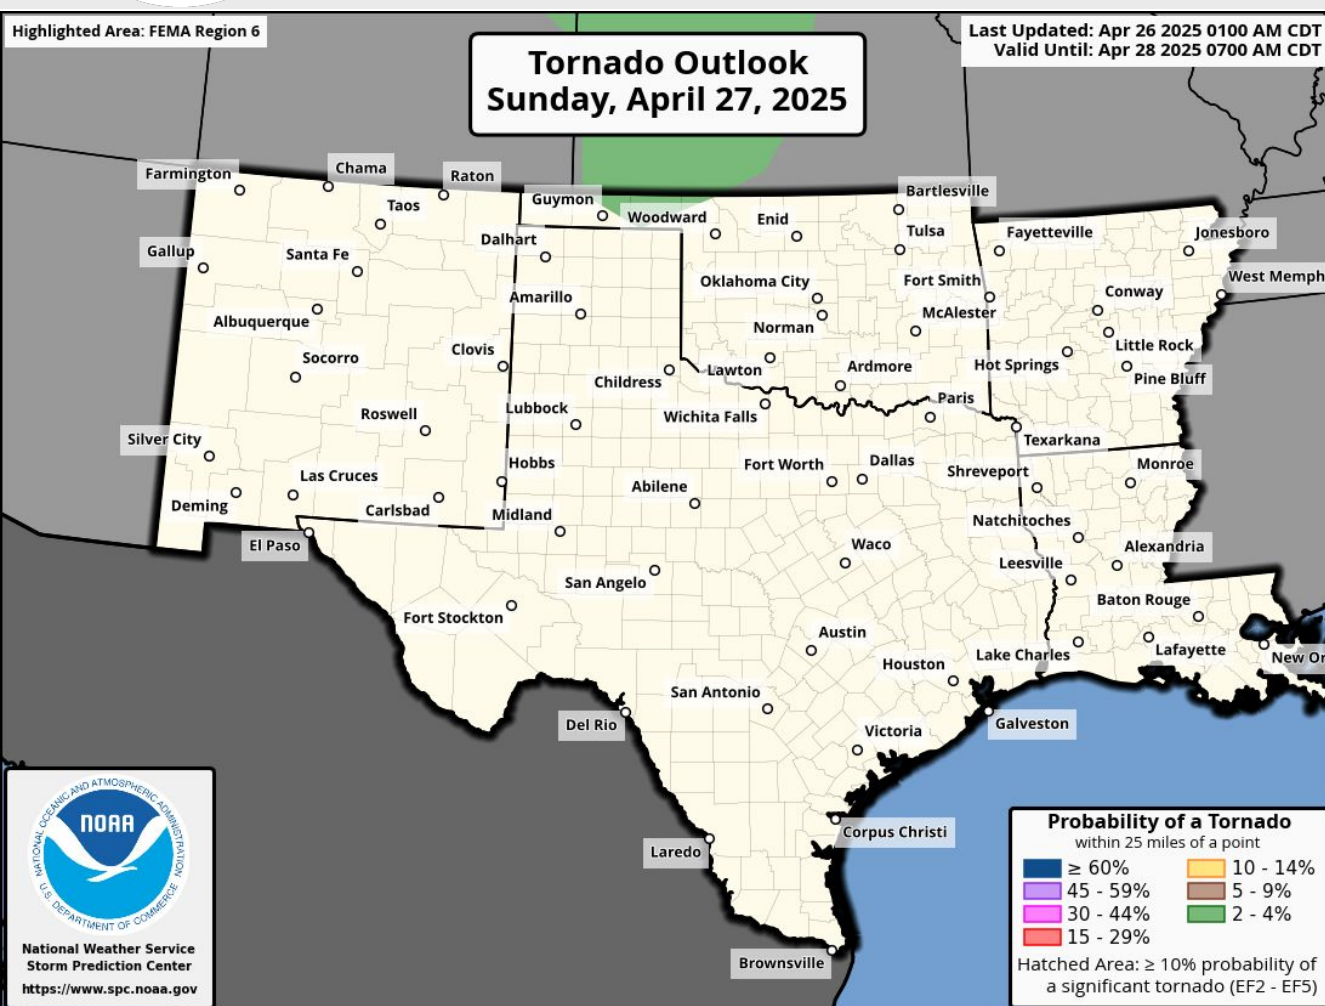 Highlighted Area: FEMA Region 6
Last Updated: Apr 26 2025 0100 AM CDT
Valid Until: Apr 28 2025 0700 AM CDT
Tornado Outlook
Sunday, April 27, 2025
Farmington
Chama
Raton
Taos
Guymon
Woodward
Enid
Bartlesville
Tulsa
Fayetteville
Jonesboro
Gallup
Santa Fe
Dalhart
Amarillo
Oklahoma City
Fort Smith
Conway
West Memph
Albuquerque
Norman
McAlester
Little Rock
Socorro
Clovis
Childress
Lawton
Ardmore
Hot Springs
Pine Bluff
Roswell
Lubbock
Wichita Falls
Paris
Texarkana
Silver City
Las Cruces
Hobbs
Abilene
Fort Worth
Dallas
Shreveport
Monroe
Deming
Carlsbad
Midland
Natchitoches
El Paso
San Angelo
Waco
Leesville
Alexandria
Fort Stockton
Austin
Baton Rouge
Houston
Lake Charles
Lafayette
New Or
Del Rio
San Antonio
Victoria
Galveston
Laredo
Corpus Christi
Brownsville
NATIONAL OCEANIC AND ATMOSPHERIC ADMINISTRATION
NOAA
U.S. DEPARTMENT OF COMMERCE
National Weather Service
Storm Prediction Center
https://www.spc.noaa.gov
Probability of a Tornado
within 25 miles of a point
≥ 60%
45 - 59%
30 - 44%
15 - 29%
10 - 14%
5 - 9%
2 - 4%
Hatched Area: ≥ 10% probability of
a significant tornado (EF2 - EF5)